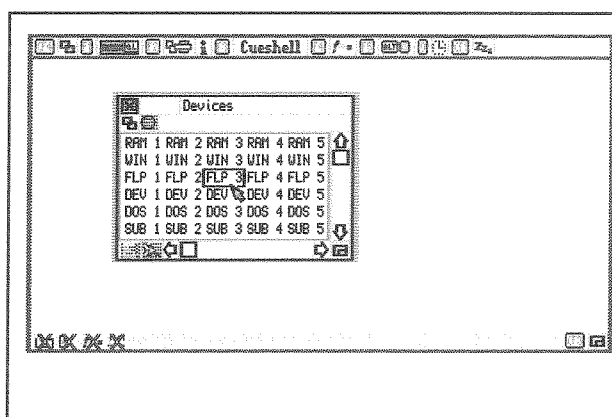 Cueshell
Devices
RAM 1 RAM 2 RAM 3 RAM 4 RAM 5
WIN 1 WIN 2 WIN 3 WIN 4 WIN 5
FLP 1 FLP 2 FLP 3 FLP 4 FLP 5
DEV 1 DEV 2 DEV DEV 4 DEV 5
DOS 1 DOS 2 DOS 3 DOS 4 DOS 5
SUB 1 SUB 2 SUB 3 SUB 4 SUB 5